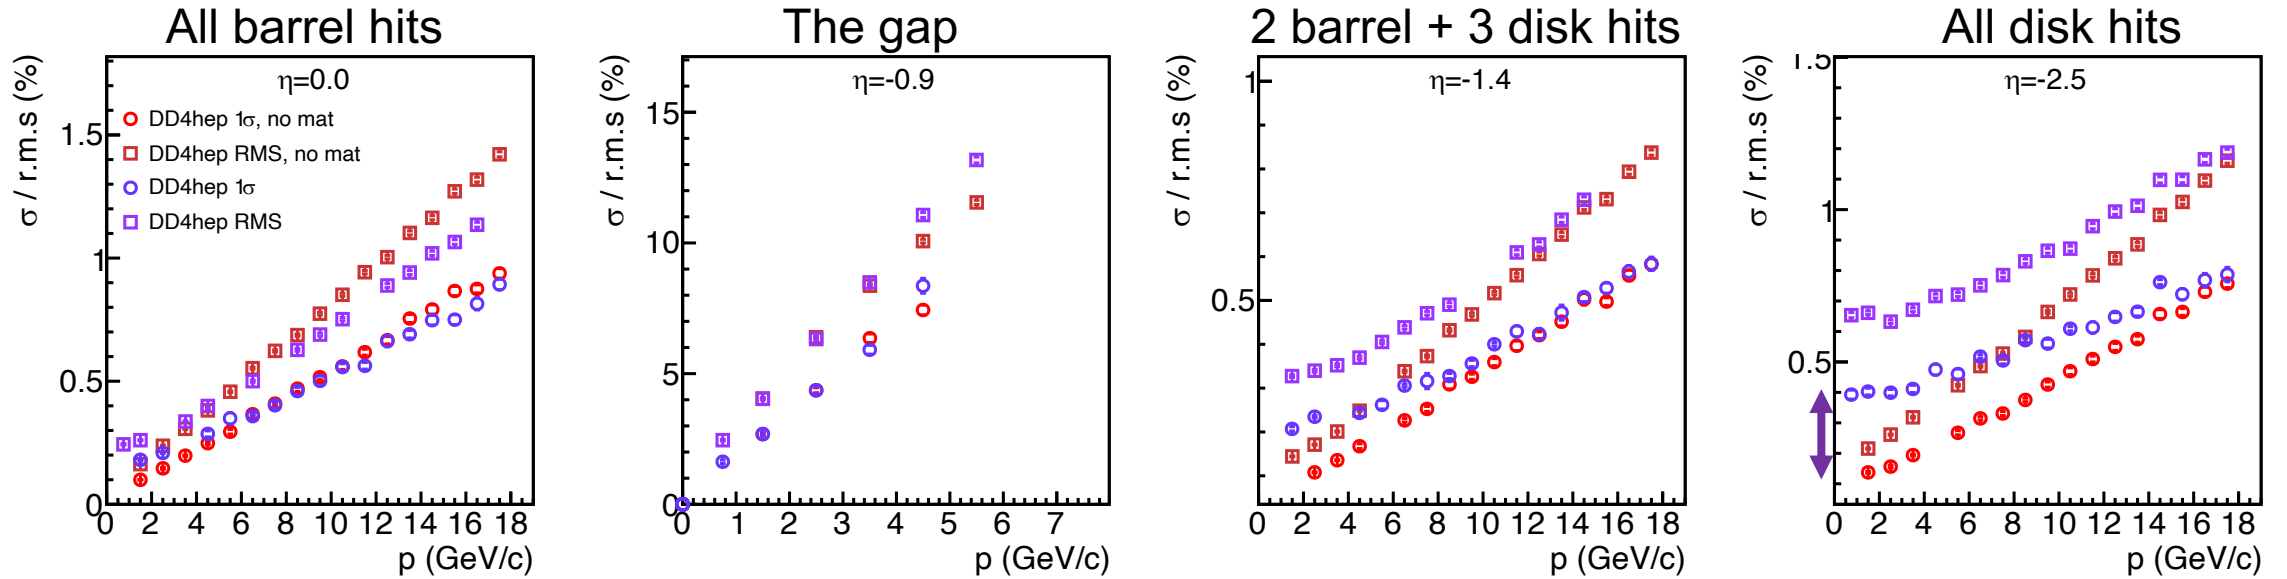 All barrel hits
σ / r.m.s (%)
η=0.0
DD4hep 1σ, no mat
DD4hep RMS, no mat
DD4hep 1σ
DD4hep RMS
1.5
1
0.5
0
0 2 4 6 8 10 12 14 16 18
p (GeV/c)
The gap
σ / r.m.s (%)
η=-0.9
15
10
5
0
0 1 2 3 4 5 6 7
p (GeV/c)
2 barrel + 3 disk hits
σ / r.m.s (%)
η=-1.4
1
0.5
0 2 4 6 8 10 12 14 16 18
p (GeV/c)
All disk hits
σ / r.m.s (%)
η=-2.5
1.5
1
0.5
0 2 4 6 8 10 12 14 16 18
p (GeV/c)